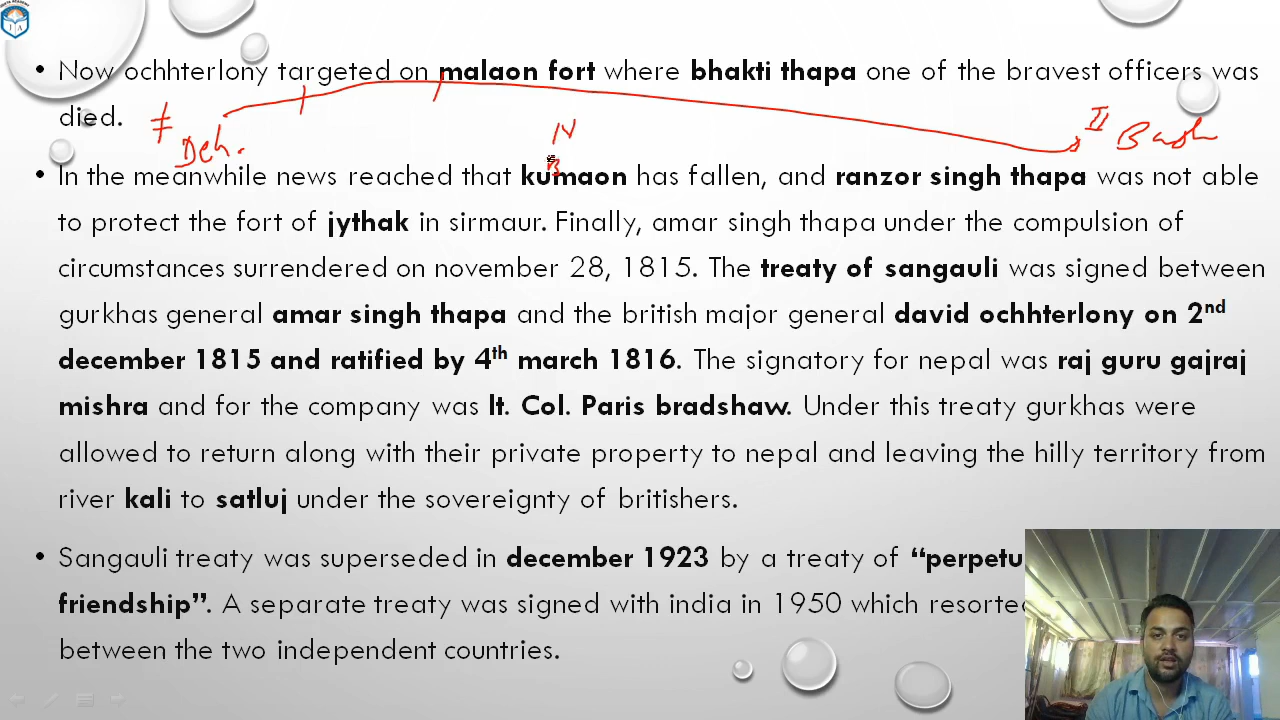 • Now ochhterlony targeted on malaon fort where bhakti thapa one of the bravest officers was
died.
Deh.
II
IV
• In the meanwhile news reached that kumaon has fallen, and ranzor singh thapa was not able
to protect the fort of jythak in sirmaur. Finally, amar singh thapa under the compulsion of
circumstances surrendered on november 28, 1815. The treaty of sangauli was signed between
gurkhas general amar singh thapa and the british major general david ochhterlony on 2nd
december 1815 and ratified by 4th march 1816. The signatory for nepal was raj guru gajraj
mishra and for the company was lt. Col. Paris bradshaw. Under this treaty gurkhas were
allowed to return along with their private property to nepal and leaving the hilly territory from
river kali to satluj under the sovereignty of britishers.
• Sangauli treaty was superseded in december 1923 by a treaty of “perpetu
friendship”. A separate treaty was signed with india in 1950 which resorted
between the two independent countries.